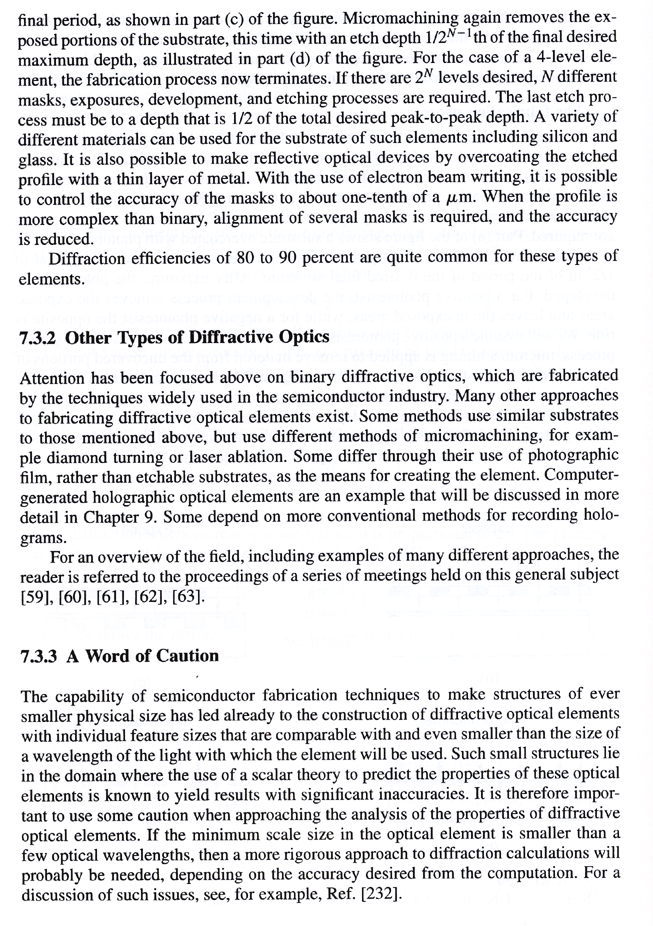 final period, as shown in part (c) of the figure. Micromachining again removes the ex-
posed portions of the substrate, this time with an etch depth 1/2^{N−1}th of the final desired
maximum depth, as illustrated in part (d) of the figure. For the case of a 4-level ele-
ment, the fabrication process now terminates. If there are 2^N levels desired, N different
masks, exposures, development, and etching processes are required. The last etch pro-
cess must be to a depth that is 1/2 of the total desired peak-to-peak depth. A variety of
different materials can be used for the substrate of such elements including silicon and
glass. It is also possible to make reflective optical devices by overcoating the etched
profile with a thin layer of metal. With the use of electron beam writing, it is possible
to control the accuracy of the masks to about one-tenth of a μm. When the profile is
more complex than binary, alignment of several masks is required, and the accuracy
is reduced.
Diffraction efficiencies of 80 to 90 percent are quite common for these types of
elements.
7.3.2 Other Types of Diffractive Optics
Attention has been focused above on binary diffractive optics, which are fabricated
by the techniques widely used in the semiconductor industry. Many other approaches
to fabricating diffractive optical elements exist. Some methods use similar substrates
to those mentioned above, but use different methods of micromachining, for exam-
ple diamond turning or laser ablation. Some differ through their use of photographic
film, rather than etchable substrates, as the means for creating the element. Computer-
generated holographic optical elements are an example that will be discussed in more
detail in Chapter 9. Some depend on more conventional methods for recording holo-
grams.
For an overview of the field, including examples of many different approaches, the
reader is referred to the proceedings of a series of meetings held on this general subject
[59], [60], [61], [62], [63].
7.3.3 A Word of Caution
The capability of semiconductor fabrication techniques to make structures of ever
smaller physical size has led already to the construction of diffractive optical elements
with individual feature sizes that are comparable with and even smaller than the size of
a wavelength of the light with which the element will be used. Such small structures lie
in the domain where the use of a scalar theory to predict the properties of these optical
elements is known to yield results with significant inaccuracies. It is therefore impor-
tant to use some caution when approaching the analysis of the properties of diffractive
optical elements. If the minimum scale size in the optical element is smaller than a
few optical wavelengths, then a more rigorous approach to diffraction calculations will
probably be needed, depending on the accuracy desired from the computation. For a
discussion of such issues, see, for example, Ref. [232].